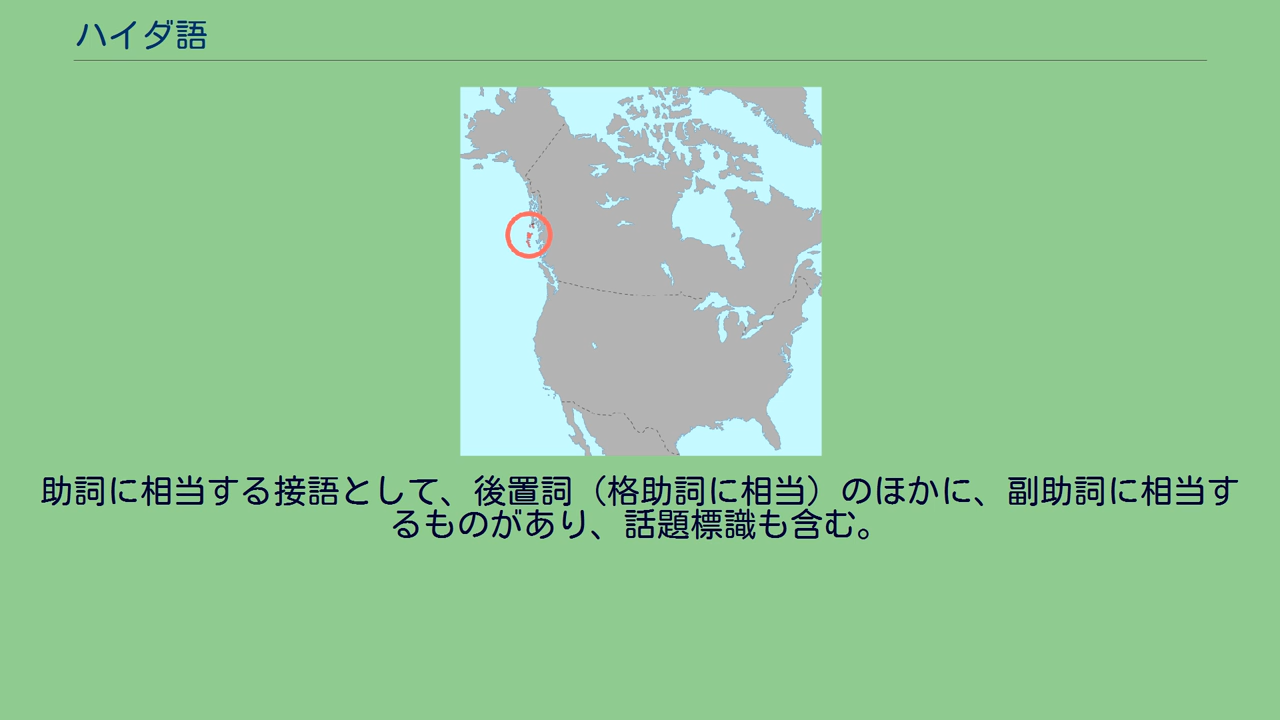 ハイダ語
助詞に相当する接語として、後置詞（格助詞に相当）のほかに、副助詞に相当す
るものがあり、話題標識も含む。